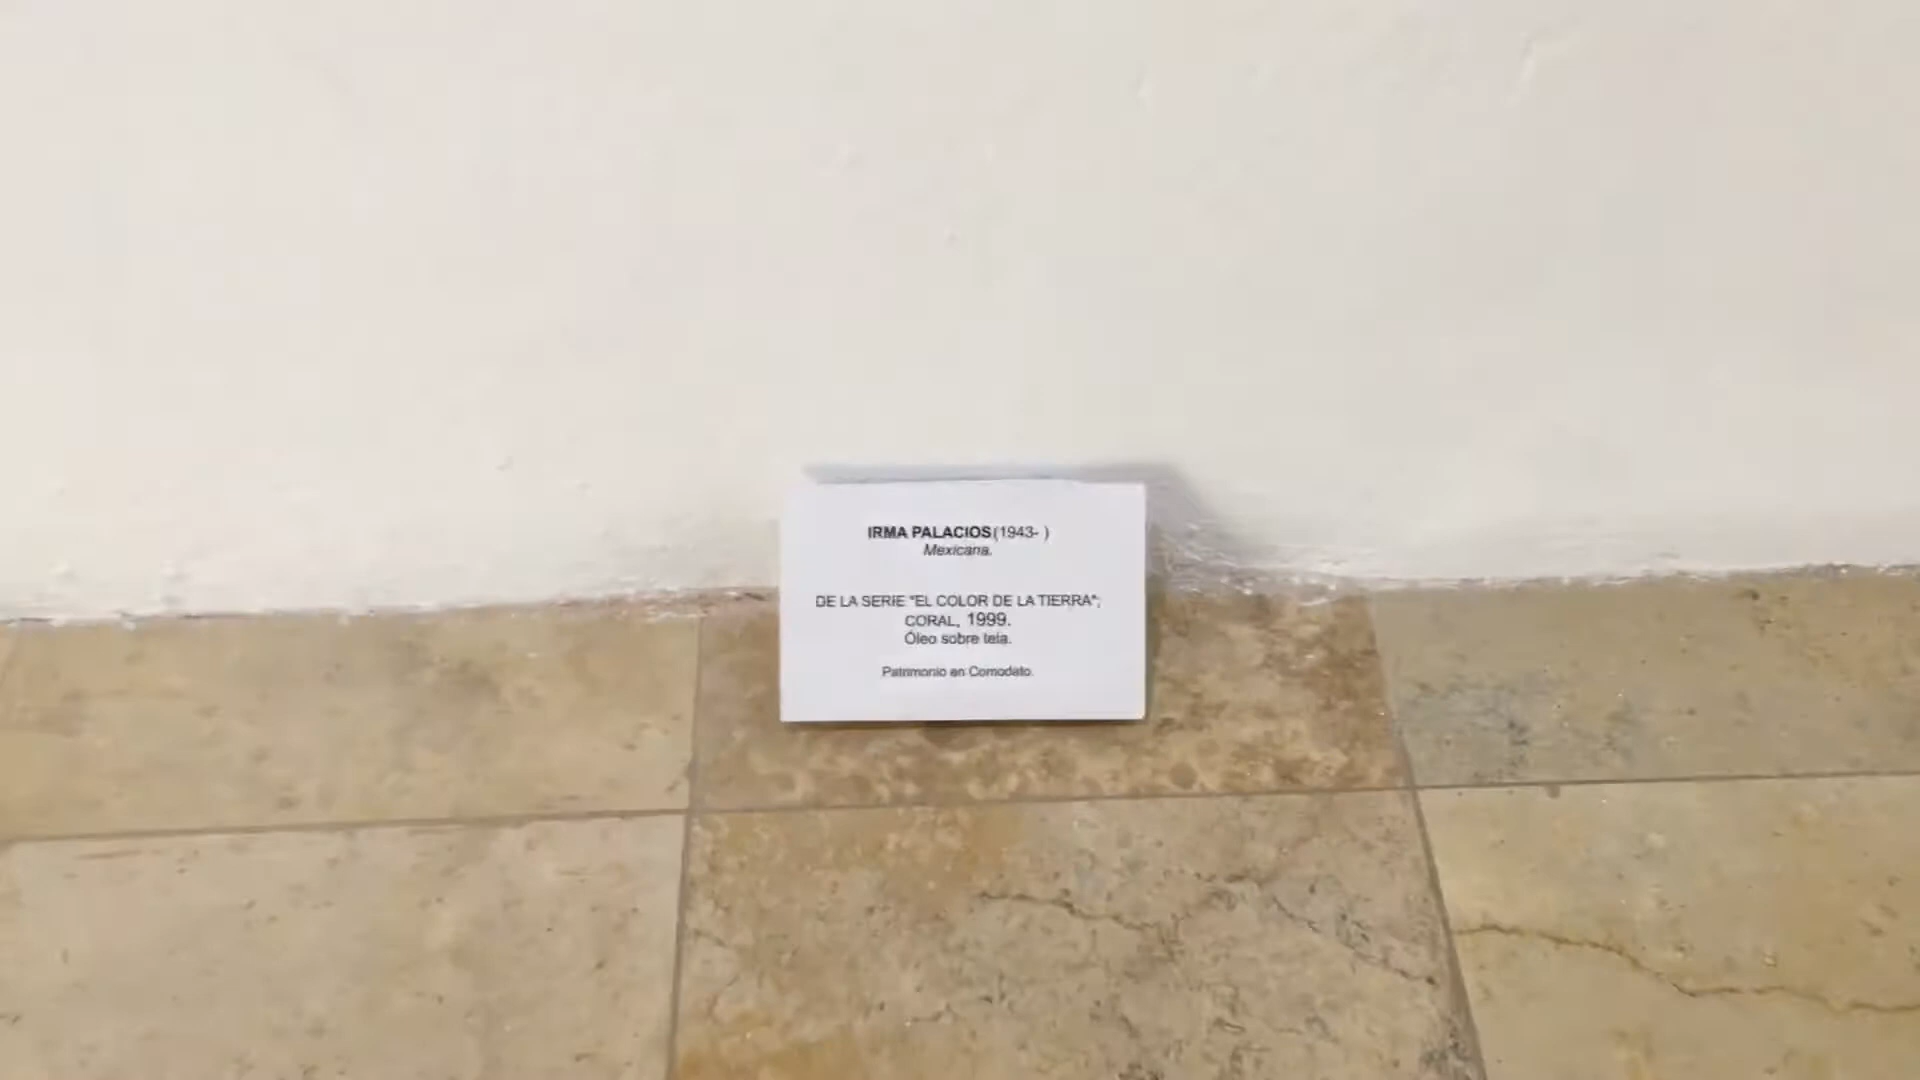 IRMA PALACIOS (1943- )
Mexicana.
DE LA SERIE "EL COLOR DE LA TIERRA";
CORAL, 1999.
Óleo sobre tela.
Patrimonio en Comodato.